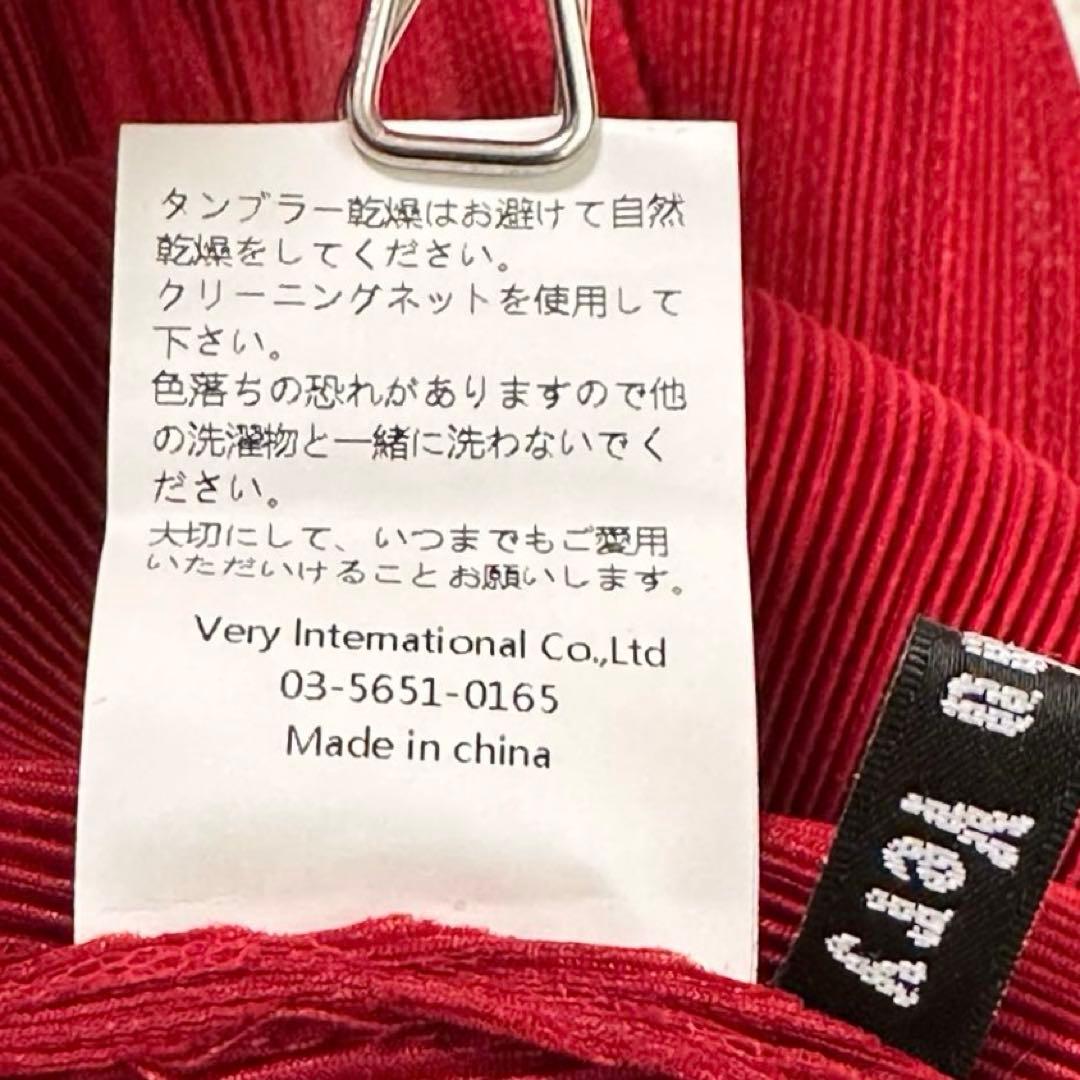 タンブラー乾燥はお避けて自然
乾燥をしてください。
クリーニングネットを使用して
下さい。
色落ちの恐れがありますので他
の洗濯物と一緒に洗わないでく
ださい。
大切にして、いつまでもご愛用
いただいけることお願いします。
Very International Co.,Ltd
03-5651-0165
Made in china
Very